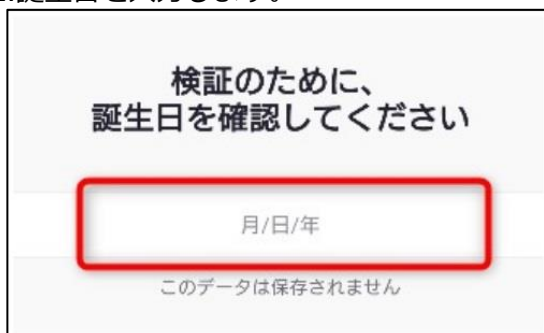 誕生日を入力します。
検証のために、
誕生日を確認してください
月/日/年
このデータは保存されません